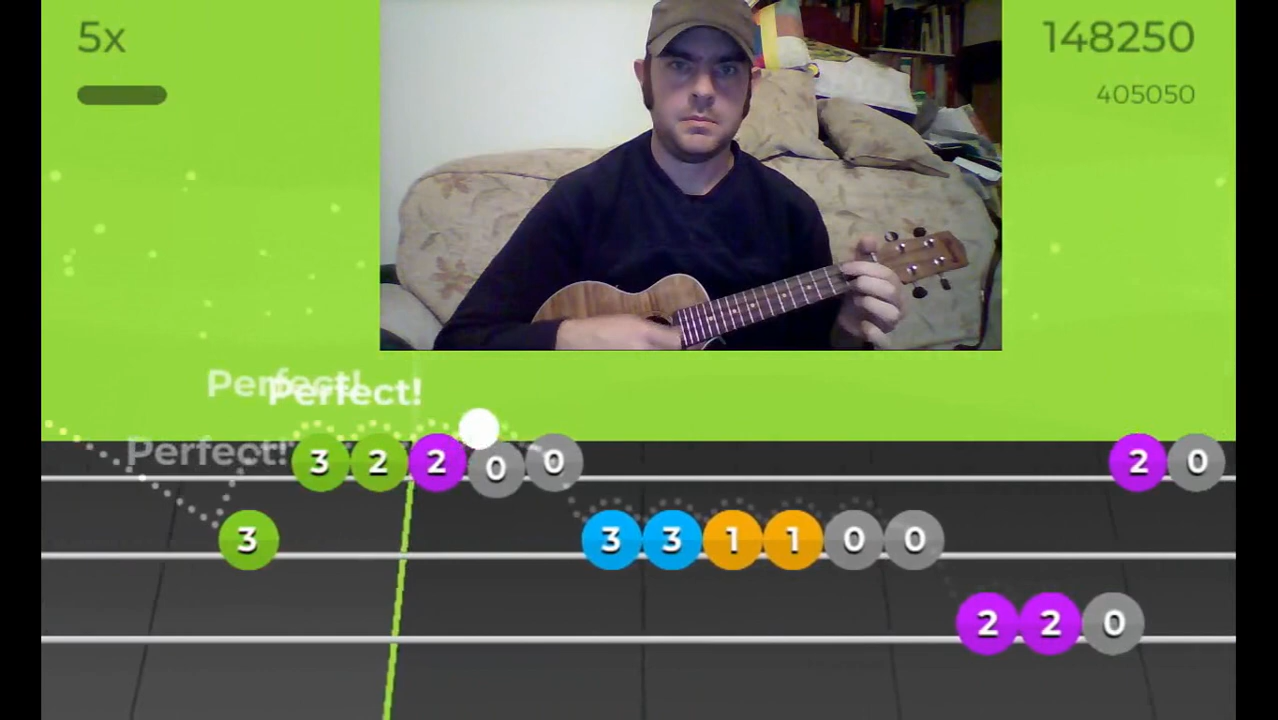 5x
148250
405050
Perfect!
Perfect!
Perfect!
3 2 2 0 0 2 0
3 3 3 1 1 0 0
2 2 0